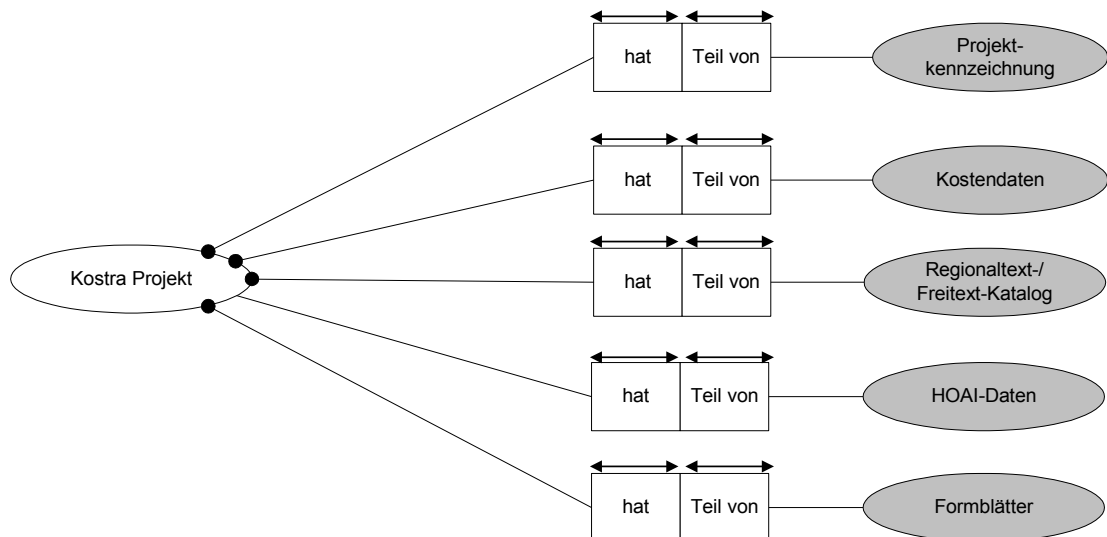 hat
Teil von
Projekt-
kennzeichnung
hat
Teil von
Kostendaten
Kostra Projekt
hat
Teil von
Regionaltext-/
Freitext-Katalog
hat
Teil von
HOAI-Daten
hat
Teil von
Formblätter